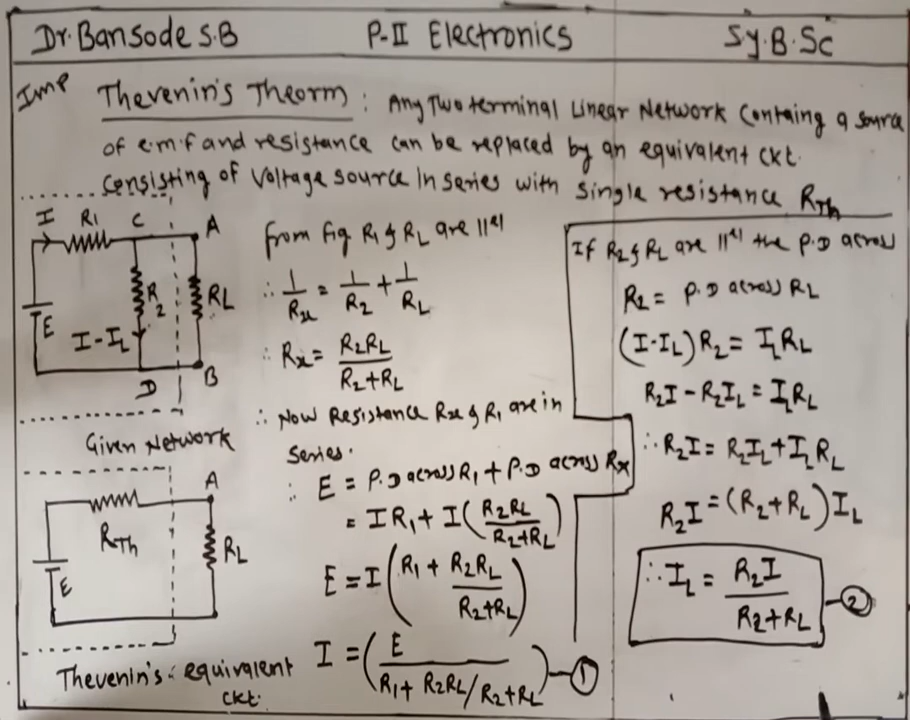 Dr. Bansode S.B P-II Electronics Sy.B.Sc
Imp
Thevenin's Theorm : Any Two terminal Linear Network Containg a source
of e.m.f and resistance can be replaced by an equivalent ckt.
Consisting of Voltage source In series with single resistance RTh
I R1 C A
E R2 RL
I-IL
D B
Given Network
A
RTh RL
E
Thevenin's equivalent
ckt.
from fig R1 & RL are ||el
∴ 1/Rx = 1/R2 + 1/RL
∴ Rx = R2RL/R2+RL
∴ Now Resistance Rx & R1 are in
series.
∴ E = P.D across R1 + P.D across Rx
= IR1 + I(R2RL/R2+RL)
E = I(R1 + R2RL/R2+RL)
I = (E/R1+ R2RL/R2+RL) —①
If R2 & RL are ||el the P.D across
R2 = P.D across RL
(I-IL)R2 = ILRL
R2I - R2IL = ILRL
∴ R2I = R2IL + ILRL
R2I = (R2+RL)IL
∴ IL = R2I/R2+RL —②